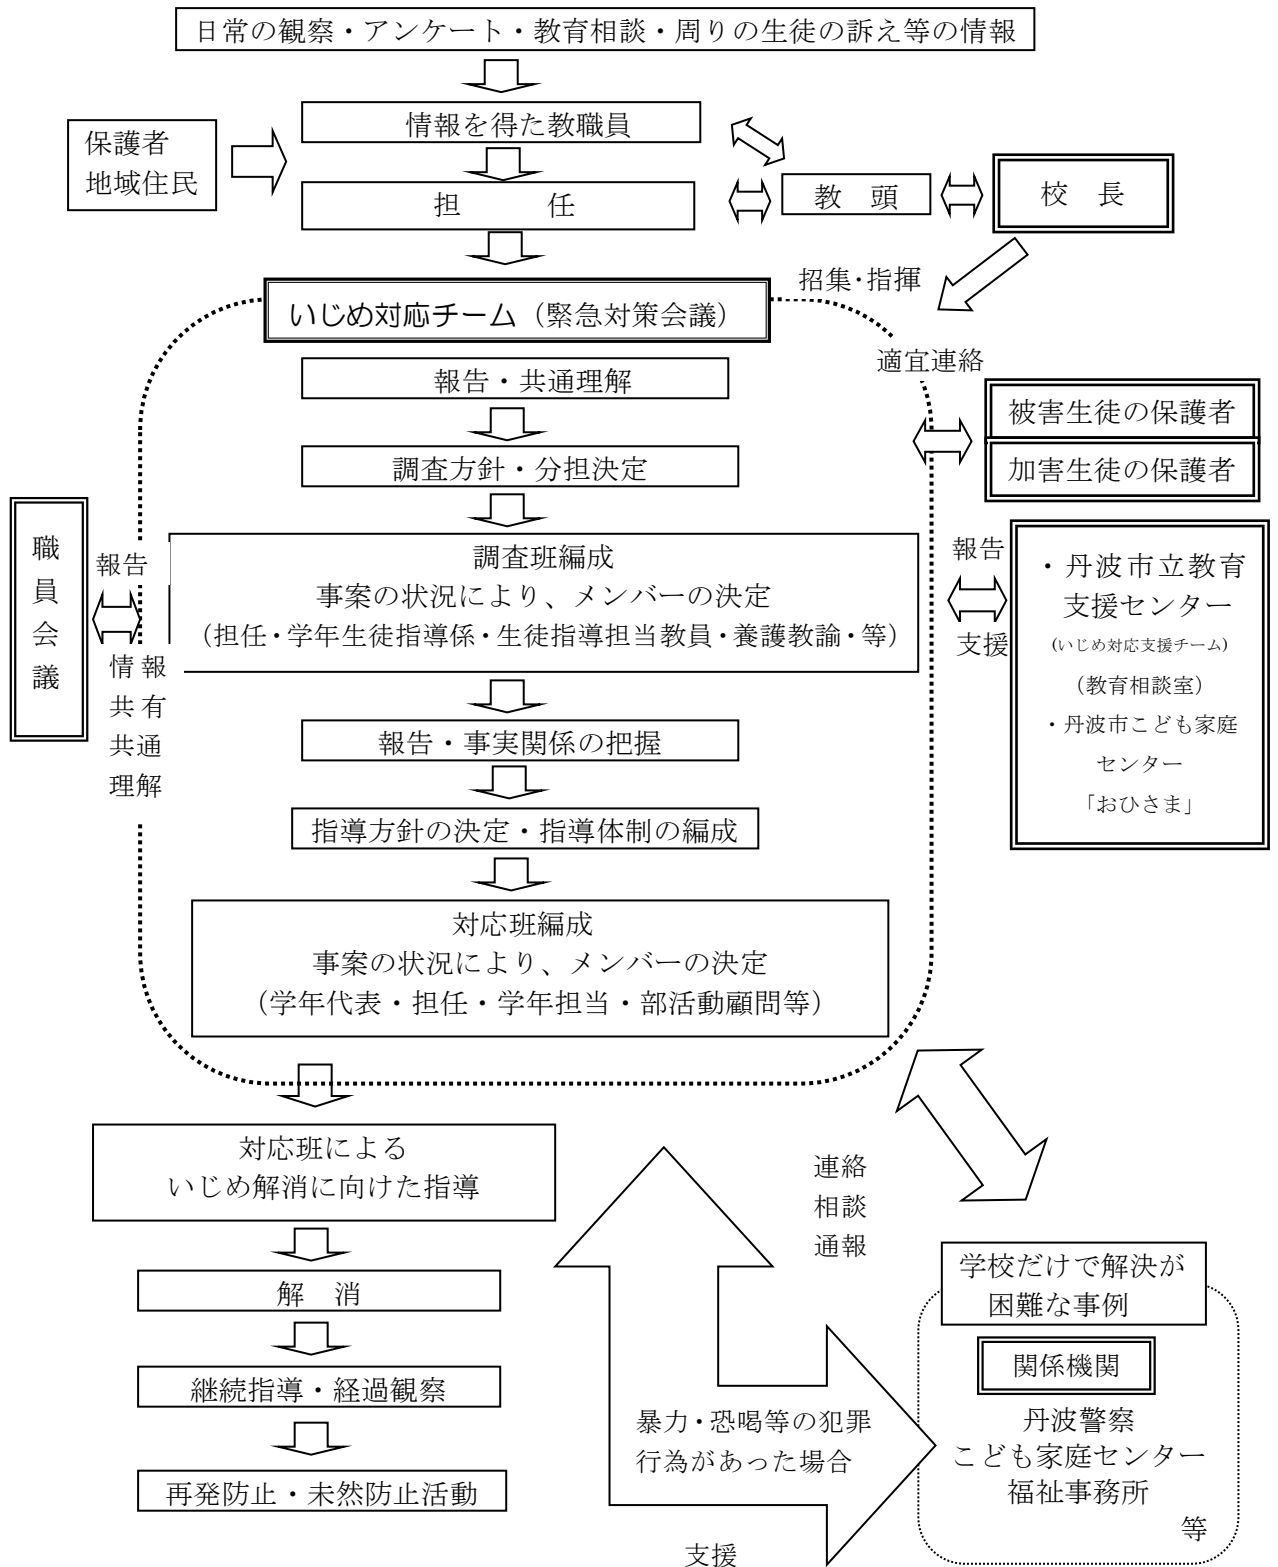 日常の観察・アンケート・教育相談・周りの生徒の訴え等の情報
情報を得た教職員
保護者
地域住民
担　任
教　頭
校　長
招集・指揮
いじめ対応チーム（緊急対策会議）
適宜連絡
報告・共通理解
被害生徒の保護者
加害生徒の保護者
調査方針・分担決定
職
員
会
議
報告
情報
共有
共通
理解
調査班編成
事案の状況により、メンバーの決定
（担任・学年生徒指導係・生徒指導担当教員・養護教諭・等）
報告
支援
・丹波市立教育
支援センター
(いじめ対応支援チーム)
（教育相談室）
・丹波市こども家庭
センター
「おひさま」
報告・事実関係の把握
指導方針の決定・指導体制の編成
対応班編成
事案の状況により、メンバーの決定
（学年代表・担任・学年担当・部活動顧問等）
対応班による
いじめ解消に向けた指導
連絡
相談
通報
解　消
継続指導・経過観察
再発防止・未然防止活動
暴力・恐喝等の犯罪
行為があった場合
支援
学校だけで解決が
困難な事例
関係機関
丹波警察
こども家庭センター
福祉事務所
等